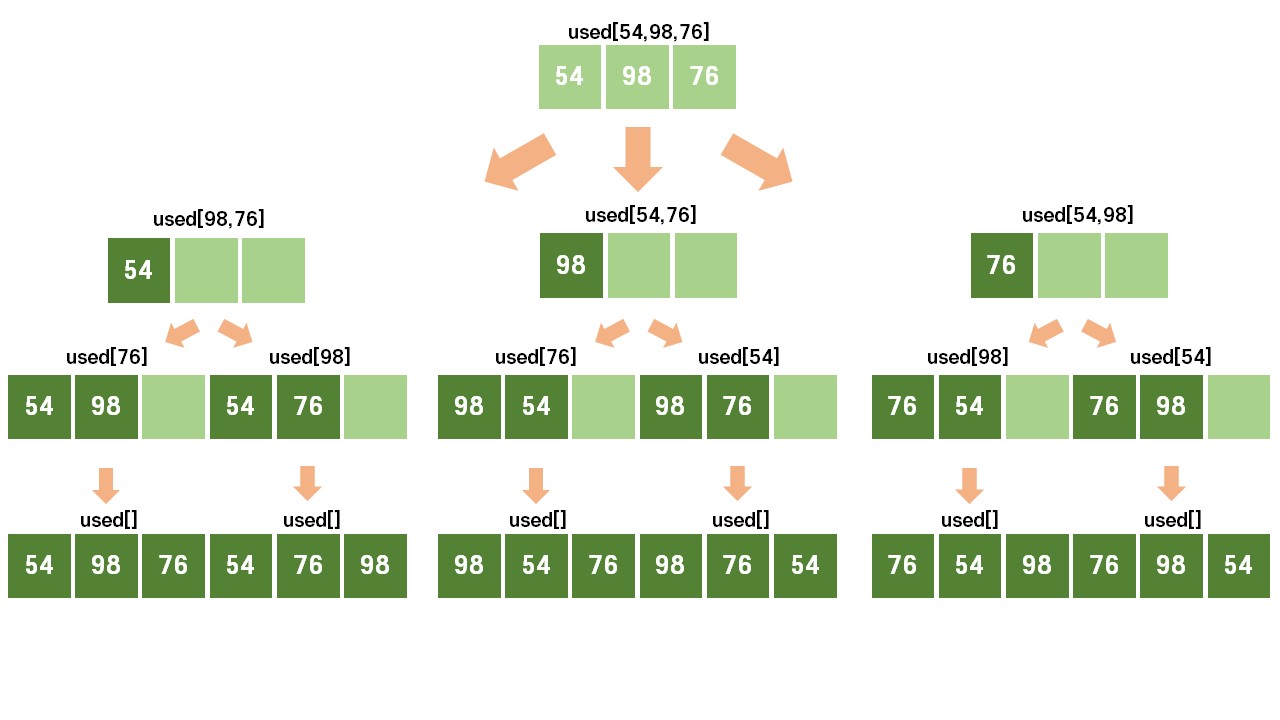 used[54,98,76]
54 98 76
used[98,76] used[54,76] used[54,98]
54 98 76
used[76] used[98] used[76] used[54] used[98] used[54]
54 98 54 76 98 54 98 76 76 54 76 98
used[] used[] used[] used[] used[] used[]
54 98 76 54 76 98 98 54 76 98 76 54 76 54 98 76 98 54